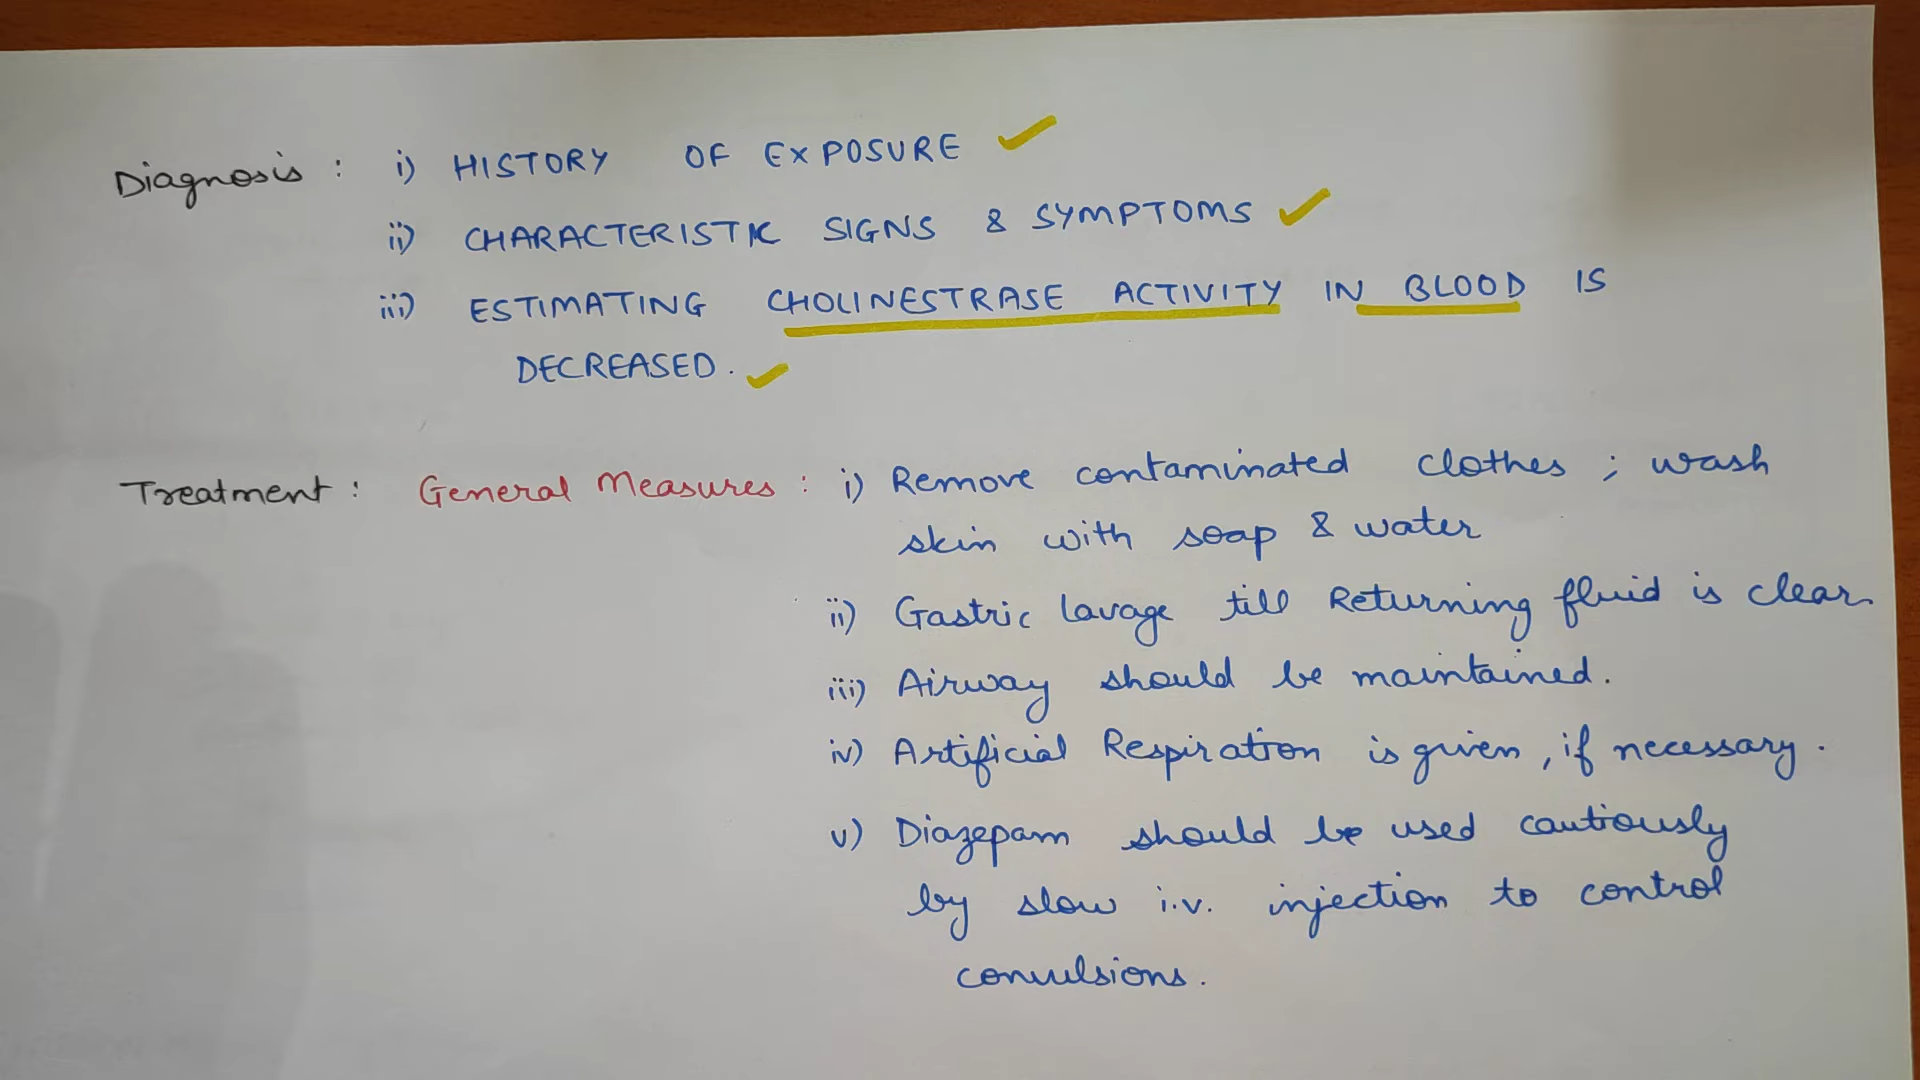 Diagnosis : i) HISTORY OF EXPOSURE
ii) CHARACTERISTIC SIGNS & SYMPTOMS
iii) ESTIMATING CHOLINESTRASE ACTIVITY IN BLOOD IS
DECREASED.
Treatment : General Measures : i) Remove contaminated clothes ; wash
skin with soap & water
ii) Gastric lavage till Returning fluid is clear
iii) Airway should be maintained.
iv) Artificial Respiration is given, if necessary.
v) Diazepam should be used cautiously
by slow i.v. injection to control
convulsions.